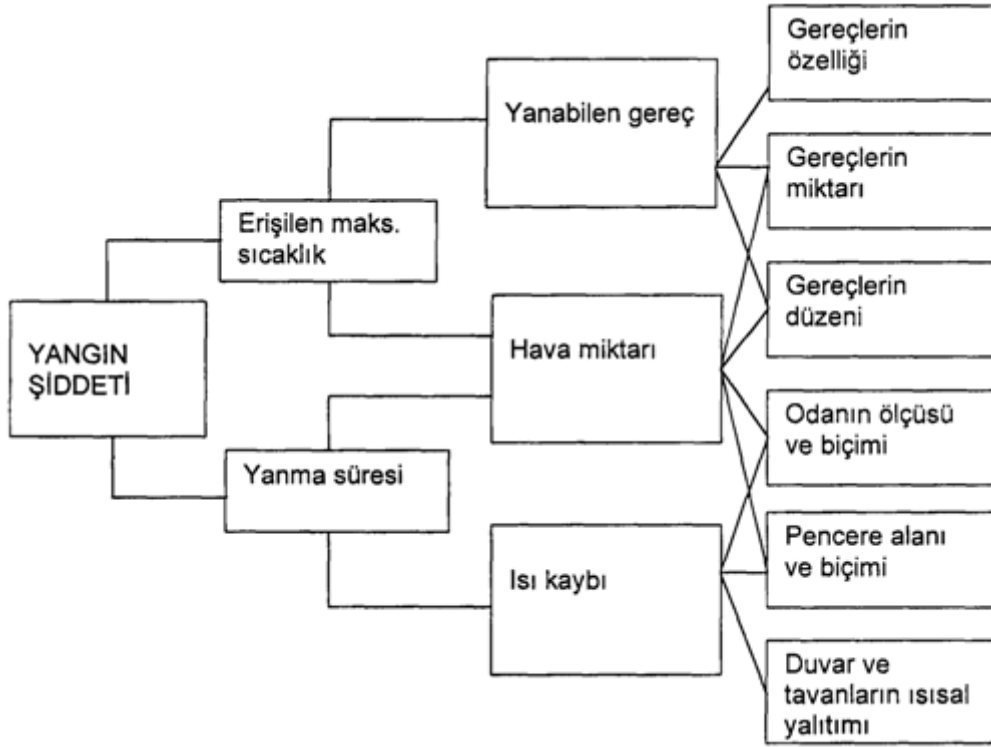 YANGIN
ŞİDDETİ
Erişilen maks.
sıcaklık
Yanma süresi
Yanabilen gereç
Hava miktarı
Isı kaybı
Gereçlerin
özelliği
Gereçlerin
miktarı
Gereçlerin
düzeni
Odanın ölçüsü
ve biçimi
Pencere alanı
ve biçimi
Duvar ve
tavanların ısısal
yalıtımı